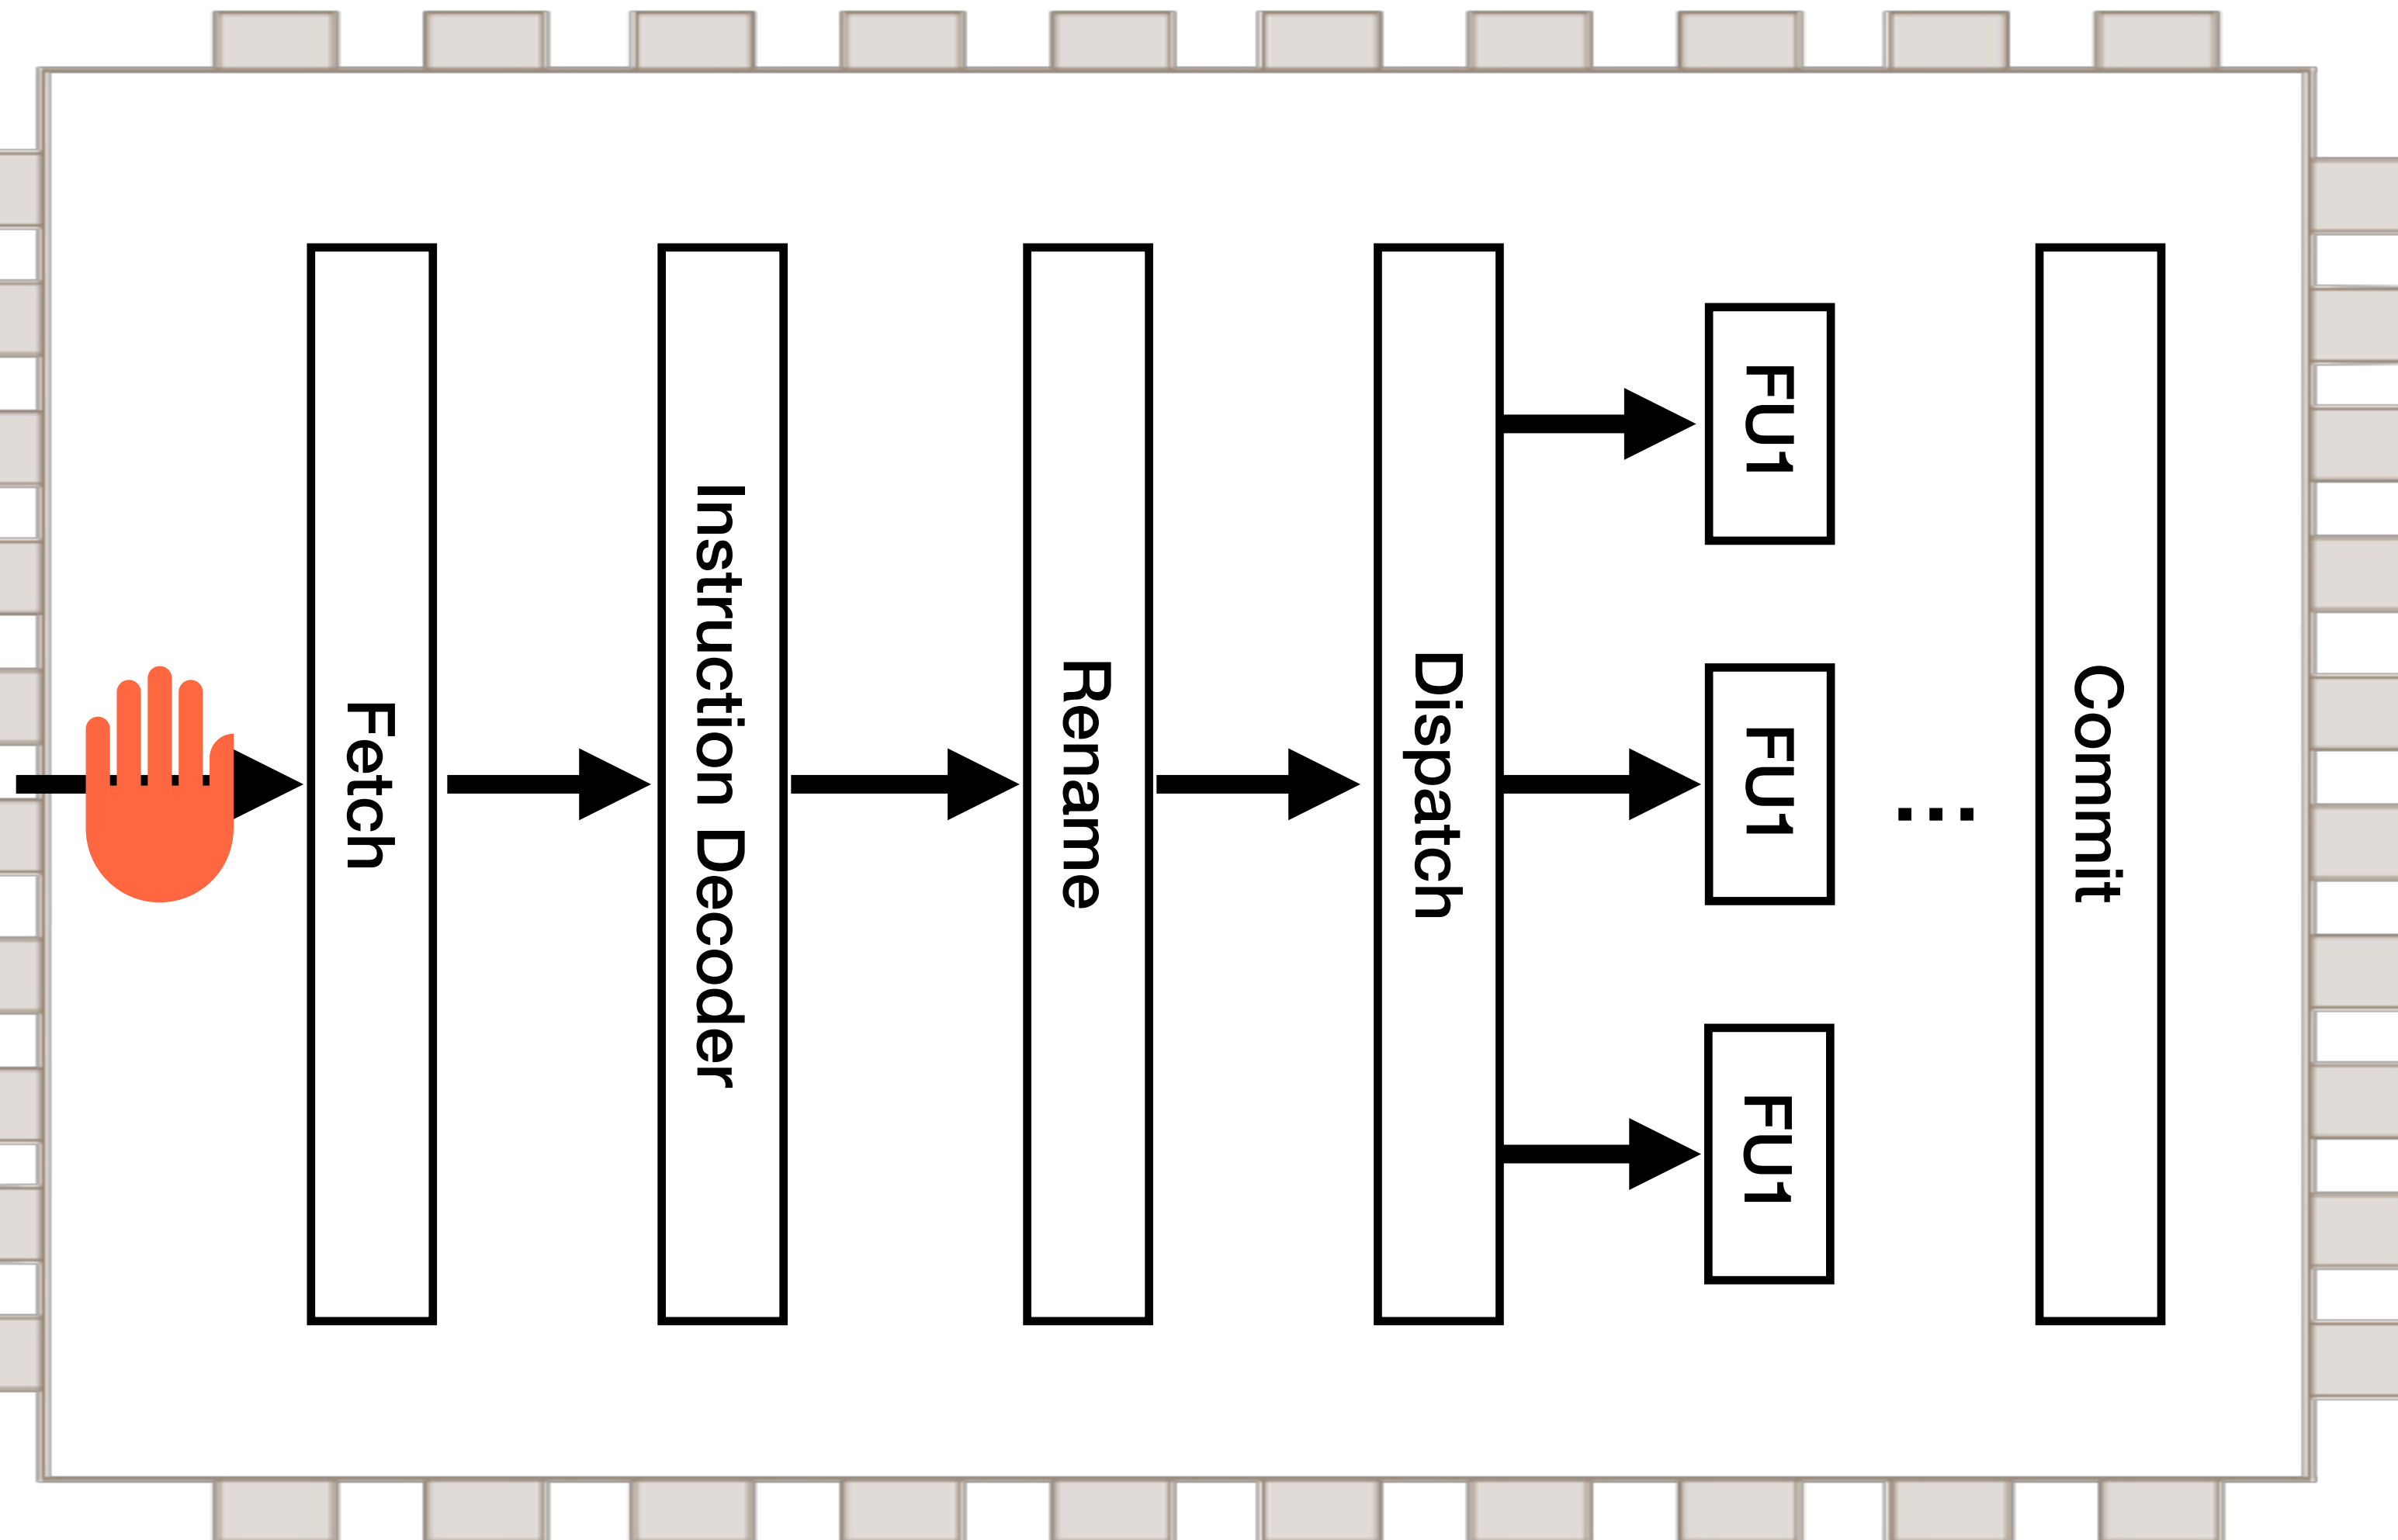 Fetch
Instruction Decoder
Rename
Dispatch
FU1
FU1
FU1
...
Commit